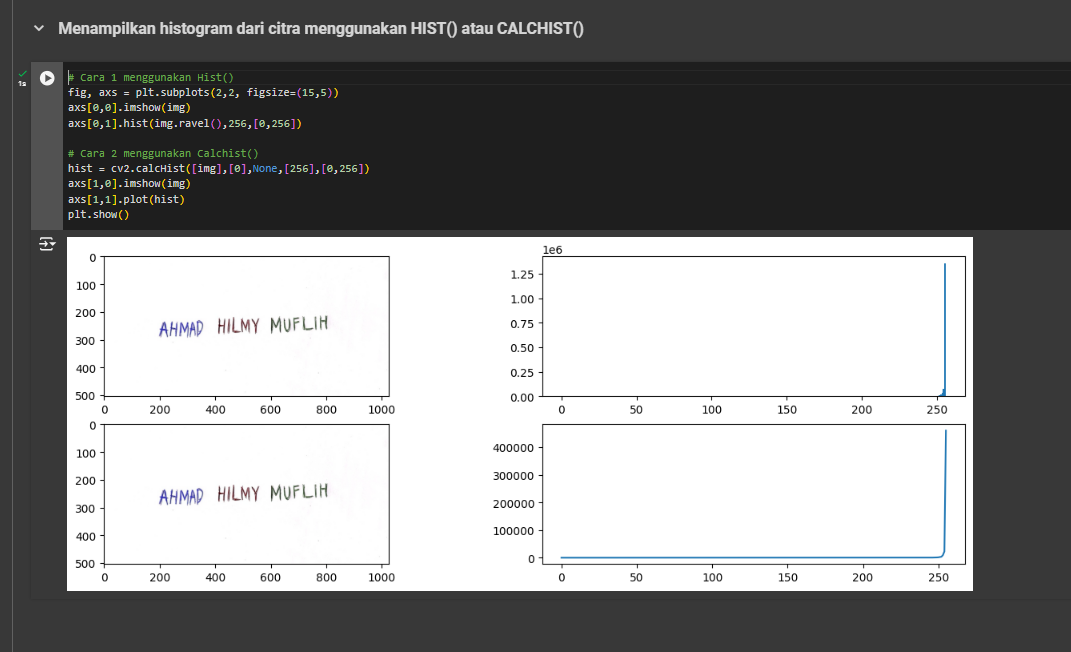 Menampilkan histogram dari citra menggunakan HIST() atau CALCHIST()
1s
# Cara 1 menggunakan Hist()
fig, axs = plt.subplots(2,2, figsize=(15,5))
axs[0,0].imshow(img)
axs[0,1].hist(img.ravel(),256,[0,256])
# Cara 2 menggunakan Calchist()
hist = cv2.calcHist([img],[0],None,[256],[0,256])
axs[1,0].imshow(img)
axs[1,1].plot(hist)
plt.show()
0
100
200
300
400
500
AHMAD HILMY MUFLIH
0 200 400 600 800 1000
1e6
1.25
1.00
0.75
0.50
0.25
0.00
0 50 100 150 200 250
0
100
200
300
400
500
AHMAD HILMY MUFLIH
0 200 400 600 800 1000
400000
300000
200000
100000
0
0 50 100 150 200 250